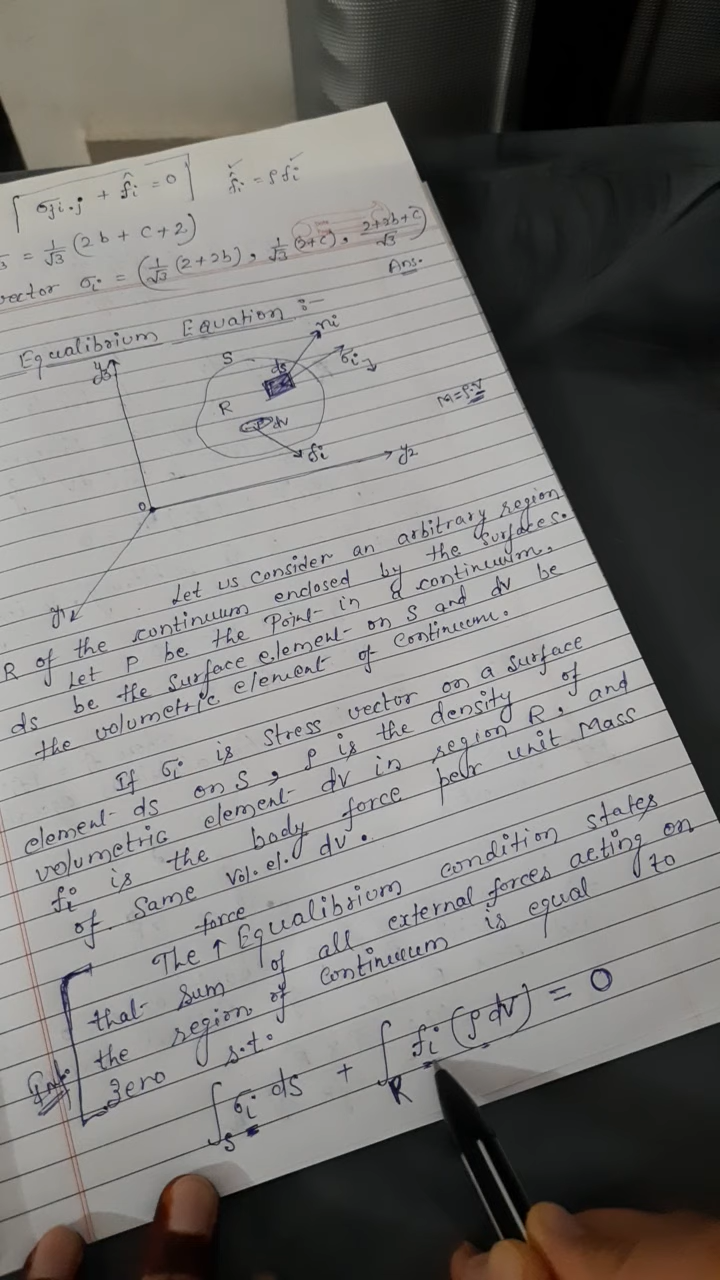 σji,j + f̂i = 0   f̂i = ρfi
3 = 1/√3 (2b + c + 2)
vector σi = (1/√3 (2+2b), 1/√3 (3+c), 2+2b+c/√3)
Ans.
Equalibrium Equation :-
y3
S
ds
ni
σi
R
P
dv
fi
M=ρ.V
y2
O
y1
Let us consider an arbitrary region
R of the continuum enclosed by the surfaces.
Let P be the Point in a continuum,
ds be the surface element on S and dv be
the volumetric element of continuum.
If σi is stress vector on a surface
element ds on S, ρ is the density of
volumetric element dv in region R, and
fi is the body force peur unit Mass
of same vol. el. dv.
force
The ↑ Equalibrium condition states
that sum of all external forces acting on
the region of continuum is equal to
Zero s.t.
∫S σi ds + ∫R fi (ρ dv) = 0